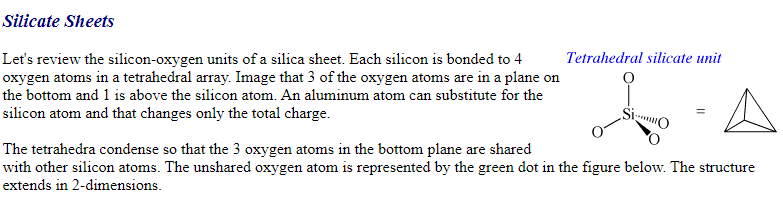 Silicate Sheets
Let's review the silicon-oxygen units of a silica sheet. Each silicon is bonded to 4
oxygen atoms in a tetrahedral array. Image that 3 of the oxygen atoms are in a plane on
the bottom and 1 is above the silicon atom. An aluminum atom can substitute for the
silicon atom and that changes only the total charge.
Tetrahedral silicate unit
O
Si
O
O
O
=
The tetrahedra condense so that the 3 oxygen atoms in the bottom plane are shared
with other silicon atoms. The unshared oxygen atom is represented by the green dot in the figure below. The structure
extends in 2-dimensions.